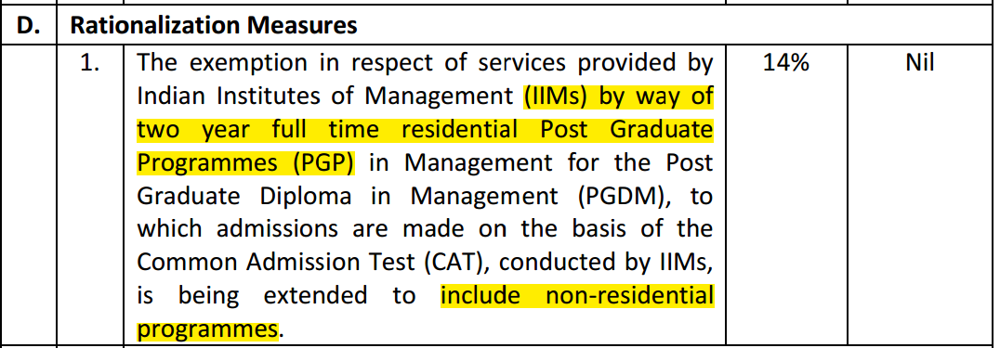 D. Rationalization Measures
1. The exemption in respect of services provided by 14% Nil
Indian Institutes of Management (IIMs) by way of
two year full time residential Post Graduate
Programmes (PGP) in Management for the Post
Graduate Diploma in Management (PGDM), to
which admissions are made on the basis of the
Common Admission Test (CAT), conducted by IIMs,
is being extended to include non-residential
programmes.